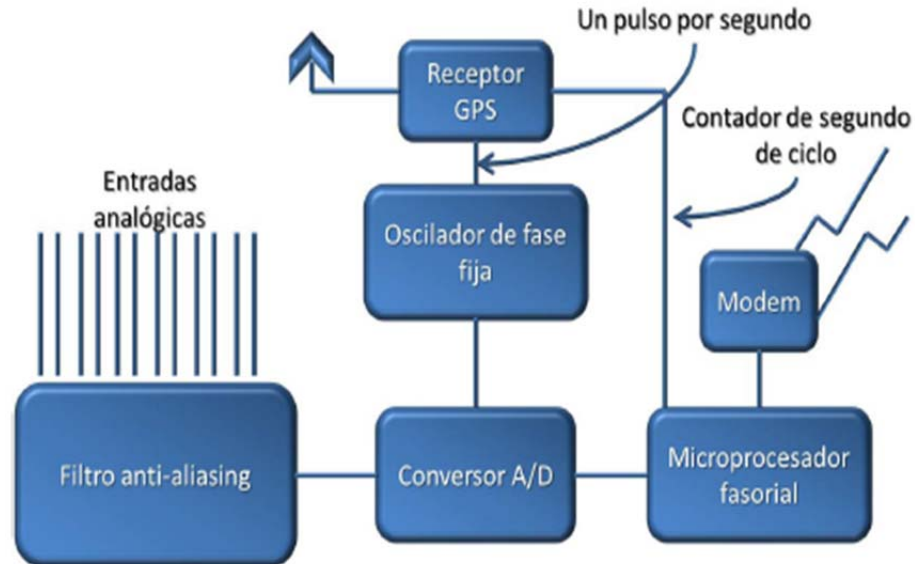 Un pulso por segundo
Receptor
GPS
Contador de segundo
de ciclo
Entradas
analógicas
Oscilador de fase
fija
Modem
Filtro anti-aliasing
Conversor A/D
Microprocesador
fasorial